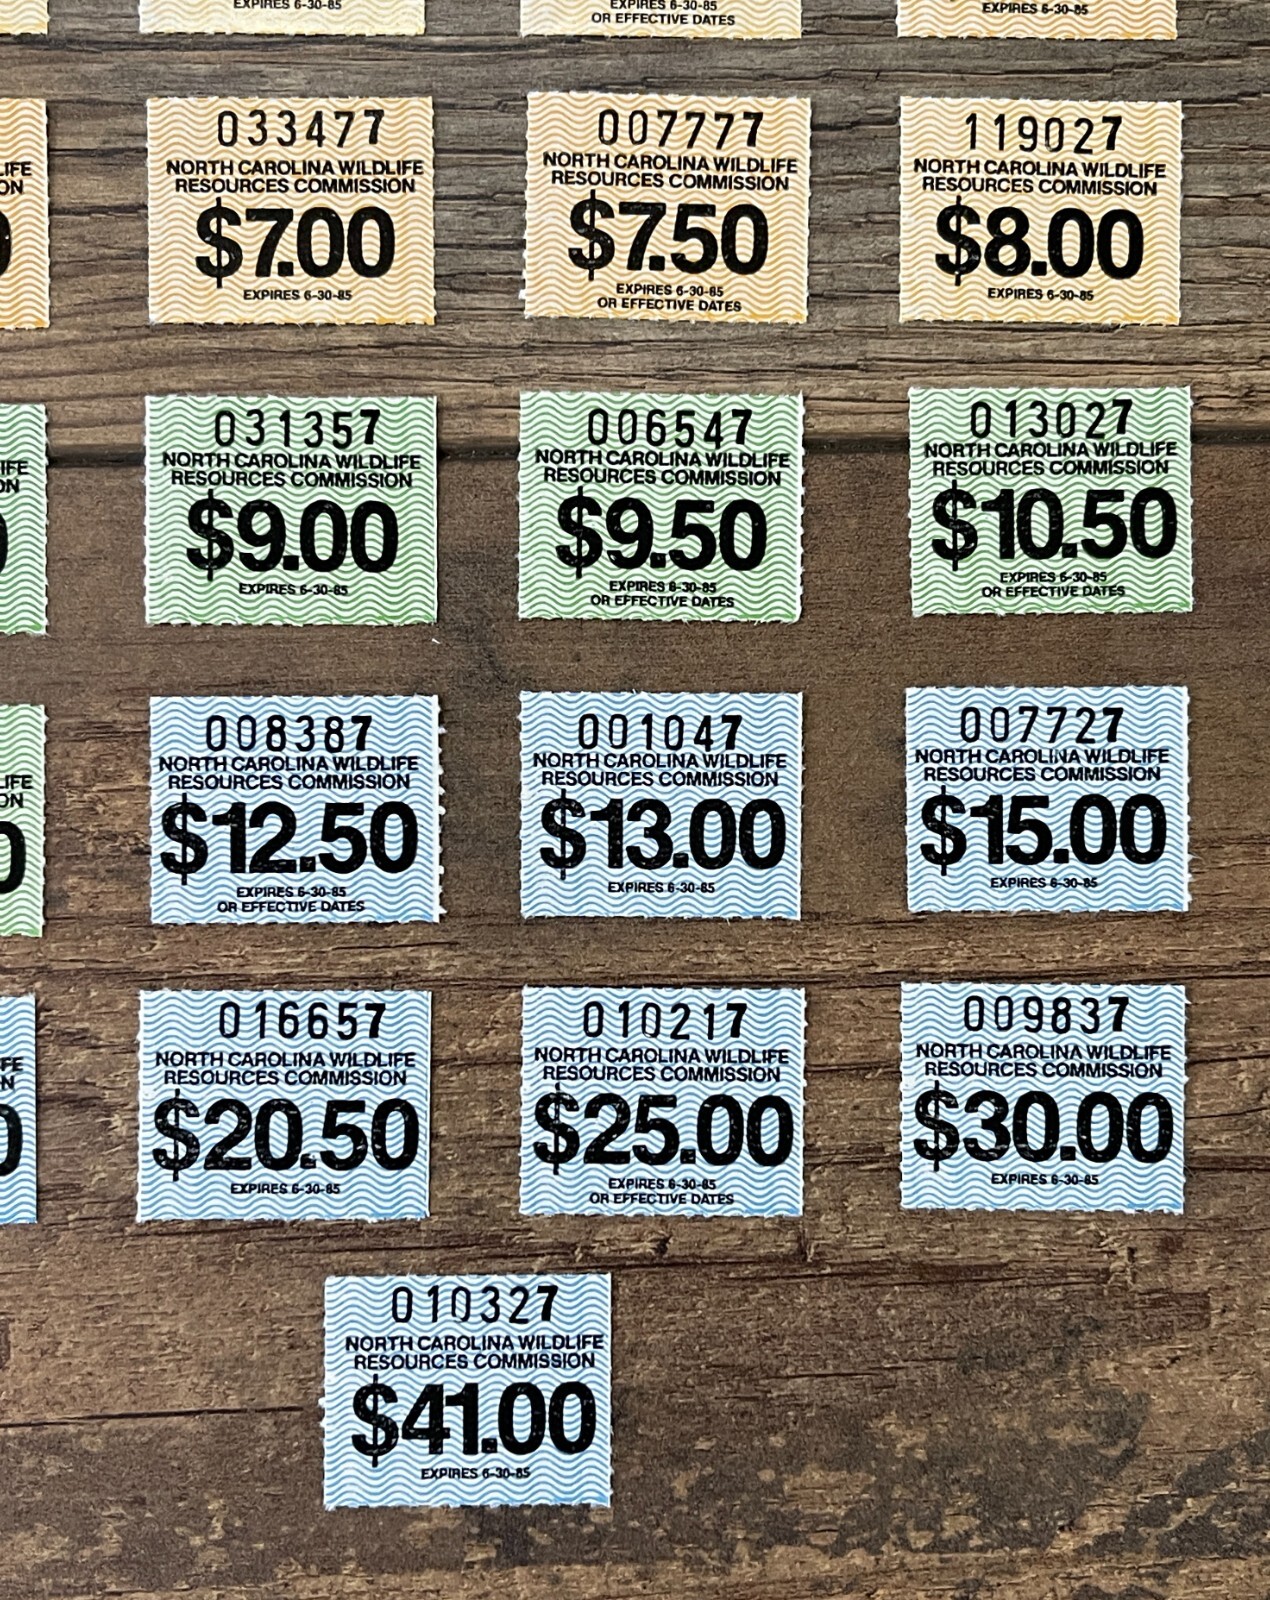 EXPIRES 6-30-85
EXPIRES 6-30-85
OR EFFECTIVE DATES
EXPIRES 6-30-85
033477
NORTH CAROLINA WILDLIFE
RESOURCES COMMISSION
$7.00
EXPIRES 6-30-85
007777
NORTH CAROLINA WILDLIFE
RESOURCES COMMISSION
$7.50
EXPIRES 6-30-85
OR EFFECTIVE DATES
119027
NORTH CAROLINA WILDLIFE
RESOURCES COMMISSION
$8.00
EXPIRES 6-30-85
031357
NORTH CAROLINA WILDLIFE
RESOURCES COMMISSION
$9.00
EXPIRES 6-30-85
006547
NORTH CAROLINA WILDLIFE
RESOURCES COMMISSION
$9.50
EXPIRES 6-30-85
OR EFFECTIVE DATES
013027
NORTH CAROLINA WILDLIFE
RESOURCES COMMISSION
$10.50
EXPIRES 6-30-85
OR EFFECTIVE DATES
008387
NORTH CAROLINA WILDLIFE
RESOURCES COMMISSION
$12.50
EXPIRES 6-30-85
OR EFFECTIVE DATES
001047
NORTH CAROLINA WILDLIFE
RESOURCES COMMISSION
$13.00
EXPIRES 6-30-85
007727
NORTH CAROLINA WILDLIFE
RESOURCES COMMISSION
$15.00
EXPIRES 6-30-85
016657
NORTH CAROLINA WILDLIFE
RESOURCES COMMISSION
$20.50
EXPIRES 6-30-85
010217
NORTH CAROLINA WILDLIFE
RESOURCES COMMISSION
$25.00
EXPIRES 6-30-85
OR EFFECTIVE DATES
009837
NORTH CAROLINA WILDLIFE
RESOURCES COMMISSION
$30.00
EXPIRES 6-30-85
010327
NORTH CAROLINA WILDLIFE
RESOURCES COMMISSION
$41.00
EXPIRES 6-30-85